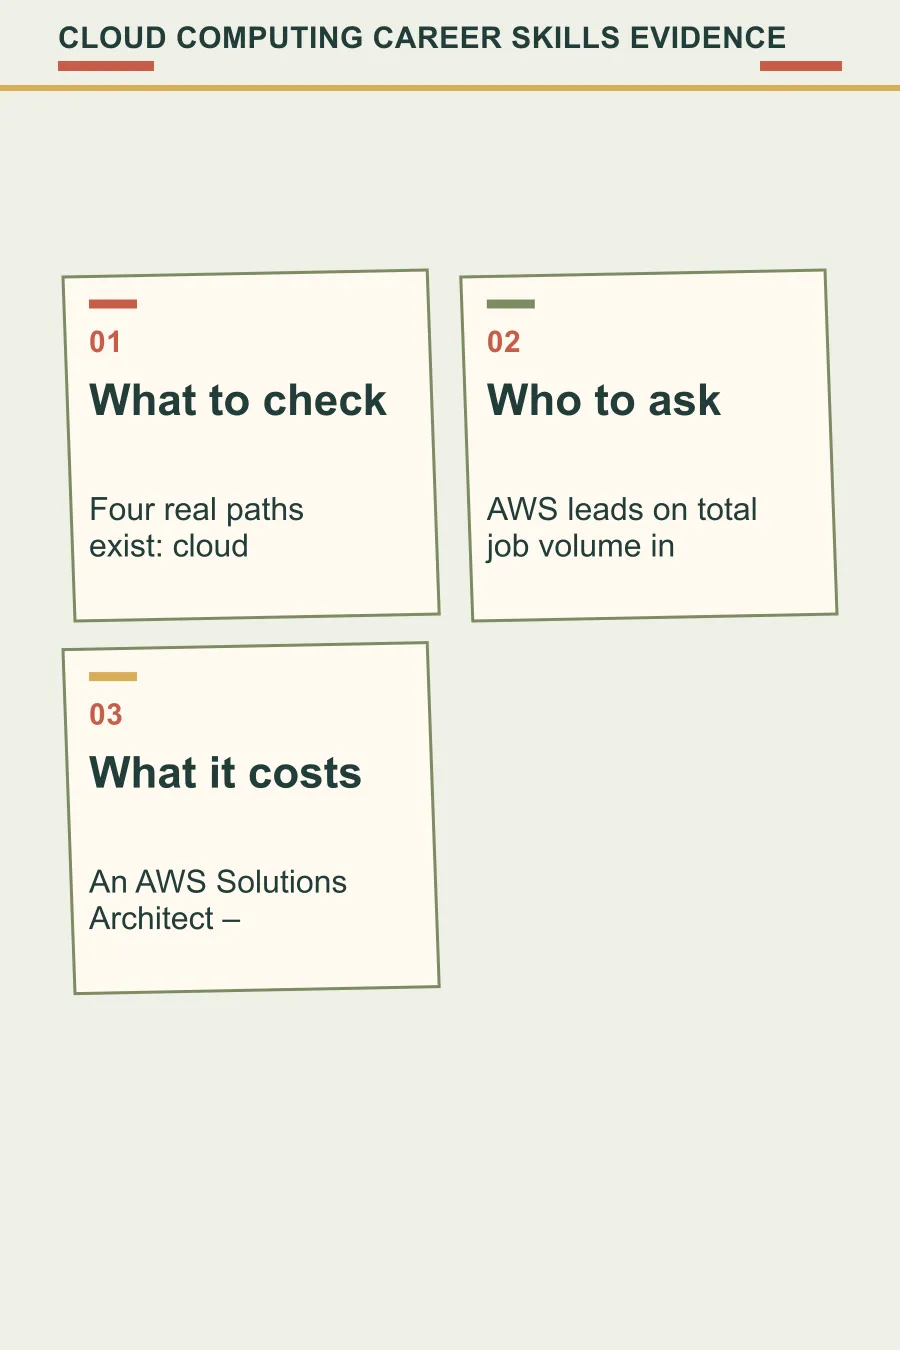 CLOUD COMPUTING CAREER SKILLS EVIDENCE
01
What to check
Four real paths
exist: cloud
02
Who to ask
AWS leads on total
job volume in
03
What it costs
An AWS Solutions
Architect –